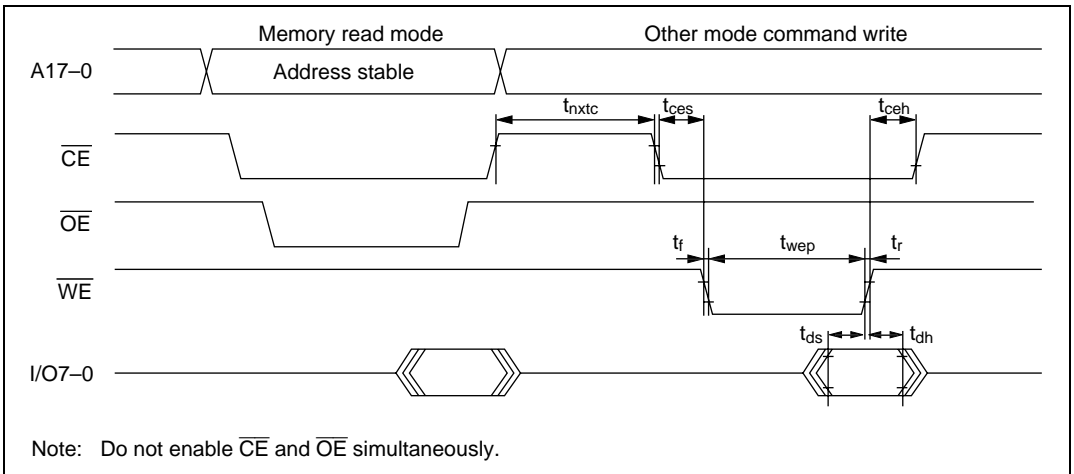 Memory read mode Other mode command write
A17–0 Address stable
tnxtc tces tceh
CE
OE
tf twep tr
WE
tds tdh
I/O7–0
Note: Do not enable CE and OE simultaneously.